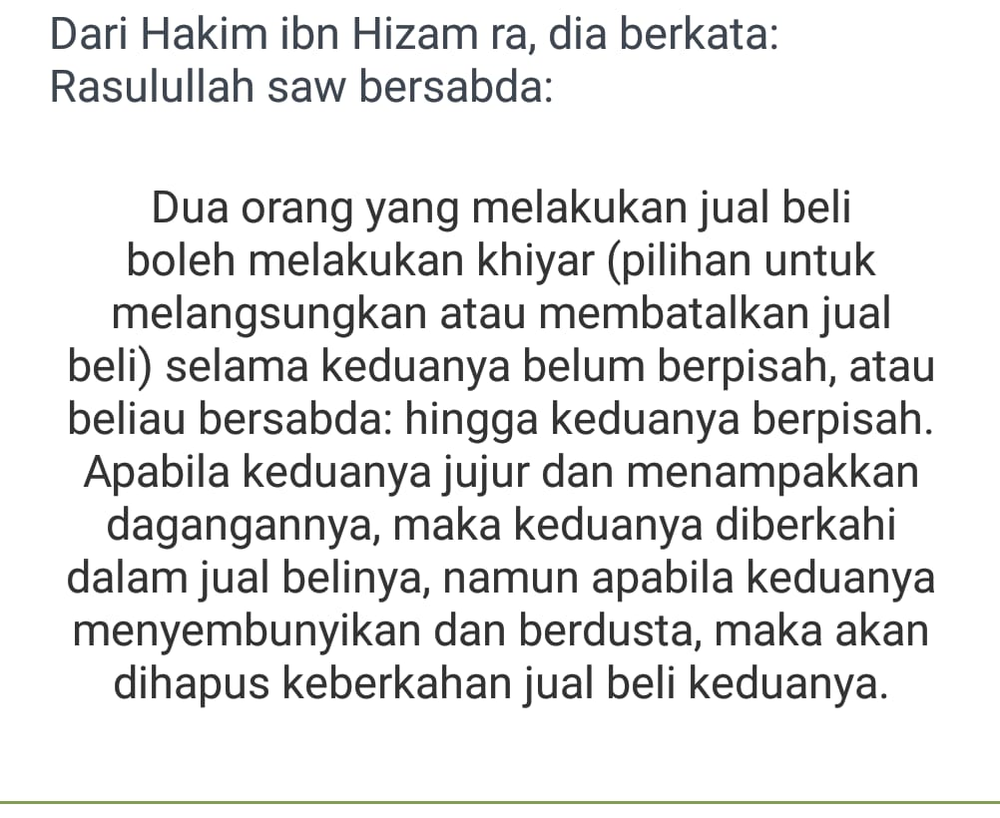 Dari Hakim ibn Hizam ra, dia berkata:
Rasulullah saw bersabda:
Dua orang yang melakukan jual beli
boleh melakukan khiyar (pilihan untuk
melangsungkan atau membatalkan jual
beli) selama keduanya belum berpisah, atau
beliau bersabda: hingga keduanya berpisah.
Apabila keduanya jujur dan menampakkan
dagangannya, maka keduanya diberkahi
dalam jual belinya, namun apabila keduanya
menyembunyikan dan berdusta, maka akan
dihapus keberkahan jual beli keduanya.